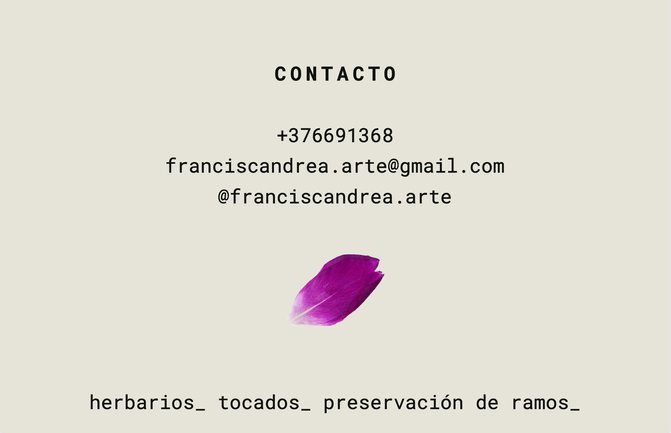 CONTACTO
+376691368
franciscandrea.arte@gmail.com
@franciscandrea.arte
herbarios_ tocados_ preservación de ramos_